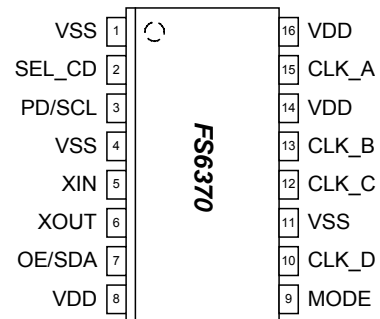 VSS 1 16 VDD
SEL_CD 2 15 CLK_A
PD/SCL 3 14 VDD
VSS 4 13 CLK_B
XIN 5 12 CLK_C
XOUT 6 11 VSS
OE/SDA 7 10 CLK_D
VDD 8 9 MODE
FS6370